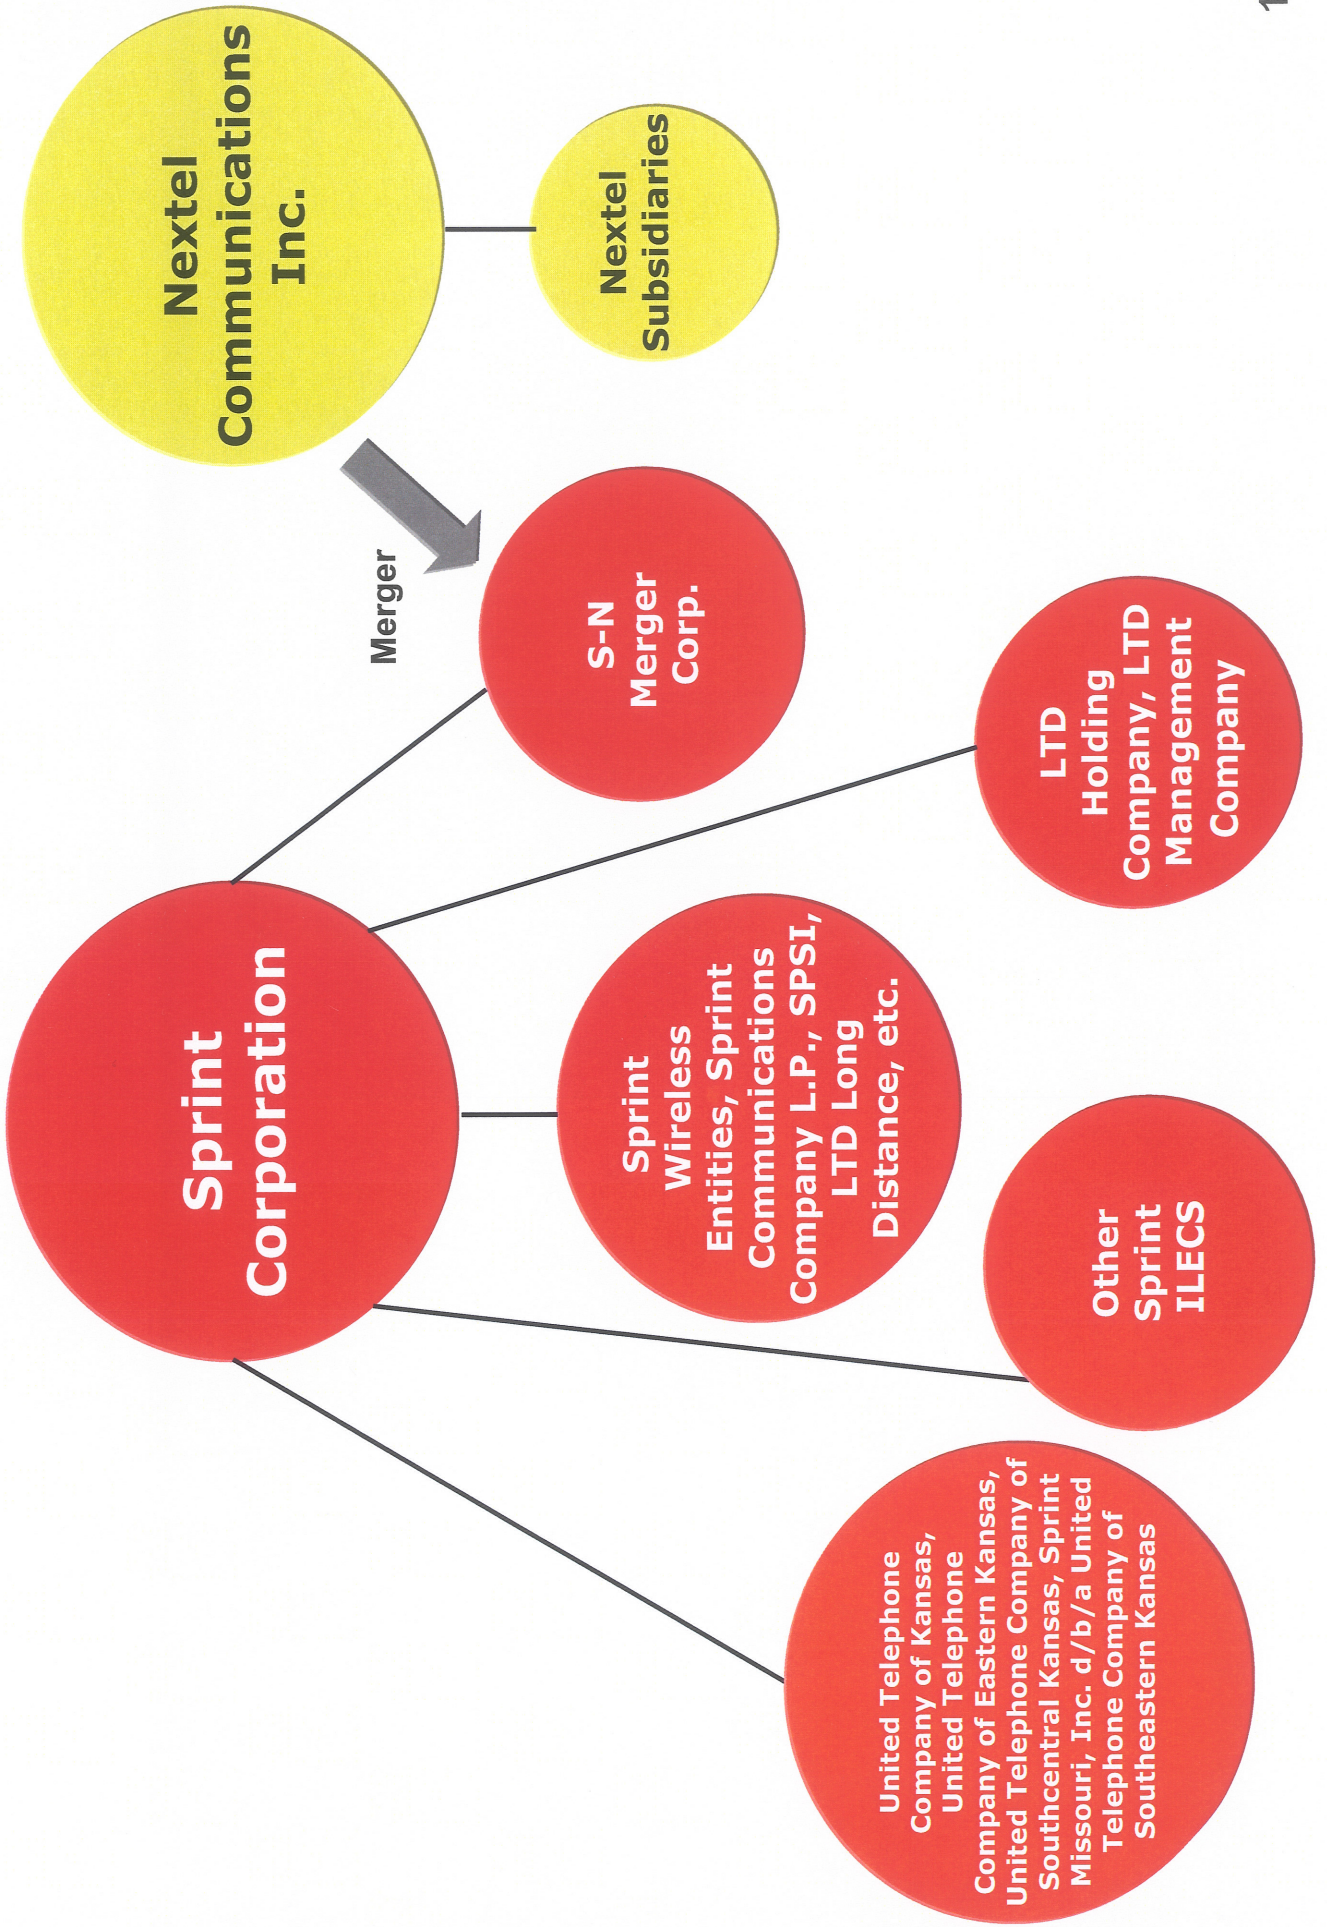 Sprint
Corporation
Nextel
Communications
Inc.
Merger
United Telephone
Company of Kansas,
United Telephone
Company of Eastern Kansas,
United Telephone Company of
Southcentral Kansas, Sprint
Missouri, Inc. d/b/a United
Telephone Company of
Southeastern Kansas
Other
Sprint
ILECS
Sprint
Wireless
Entities, Sprint
Communications
Company L.P., SPSI,
LTD Long
Distance, etc.
LTD
Holding
Company, LTD
Management
Company
S-N
Merger
Corp.
Nextel
Subsidiaries